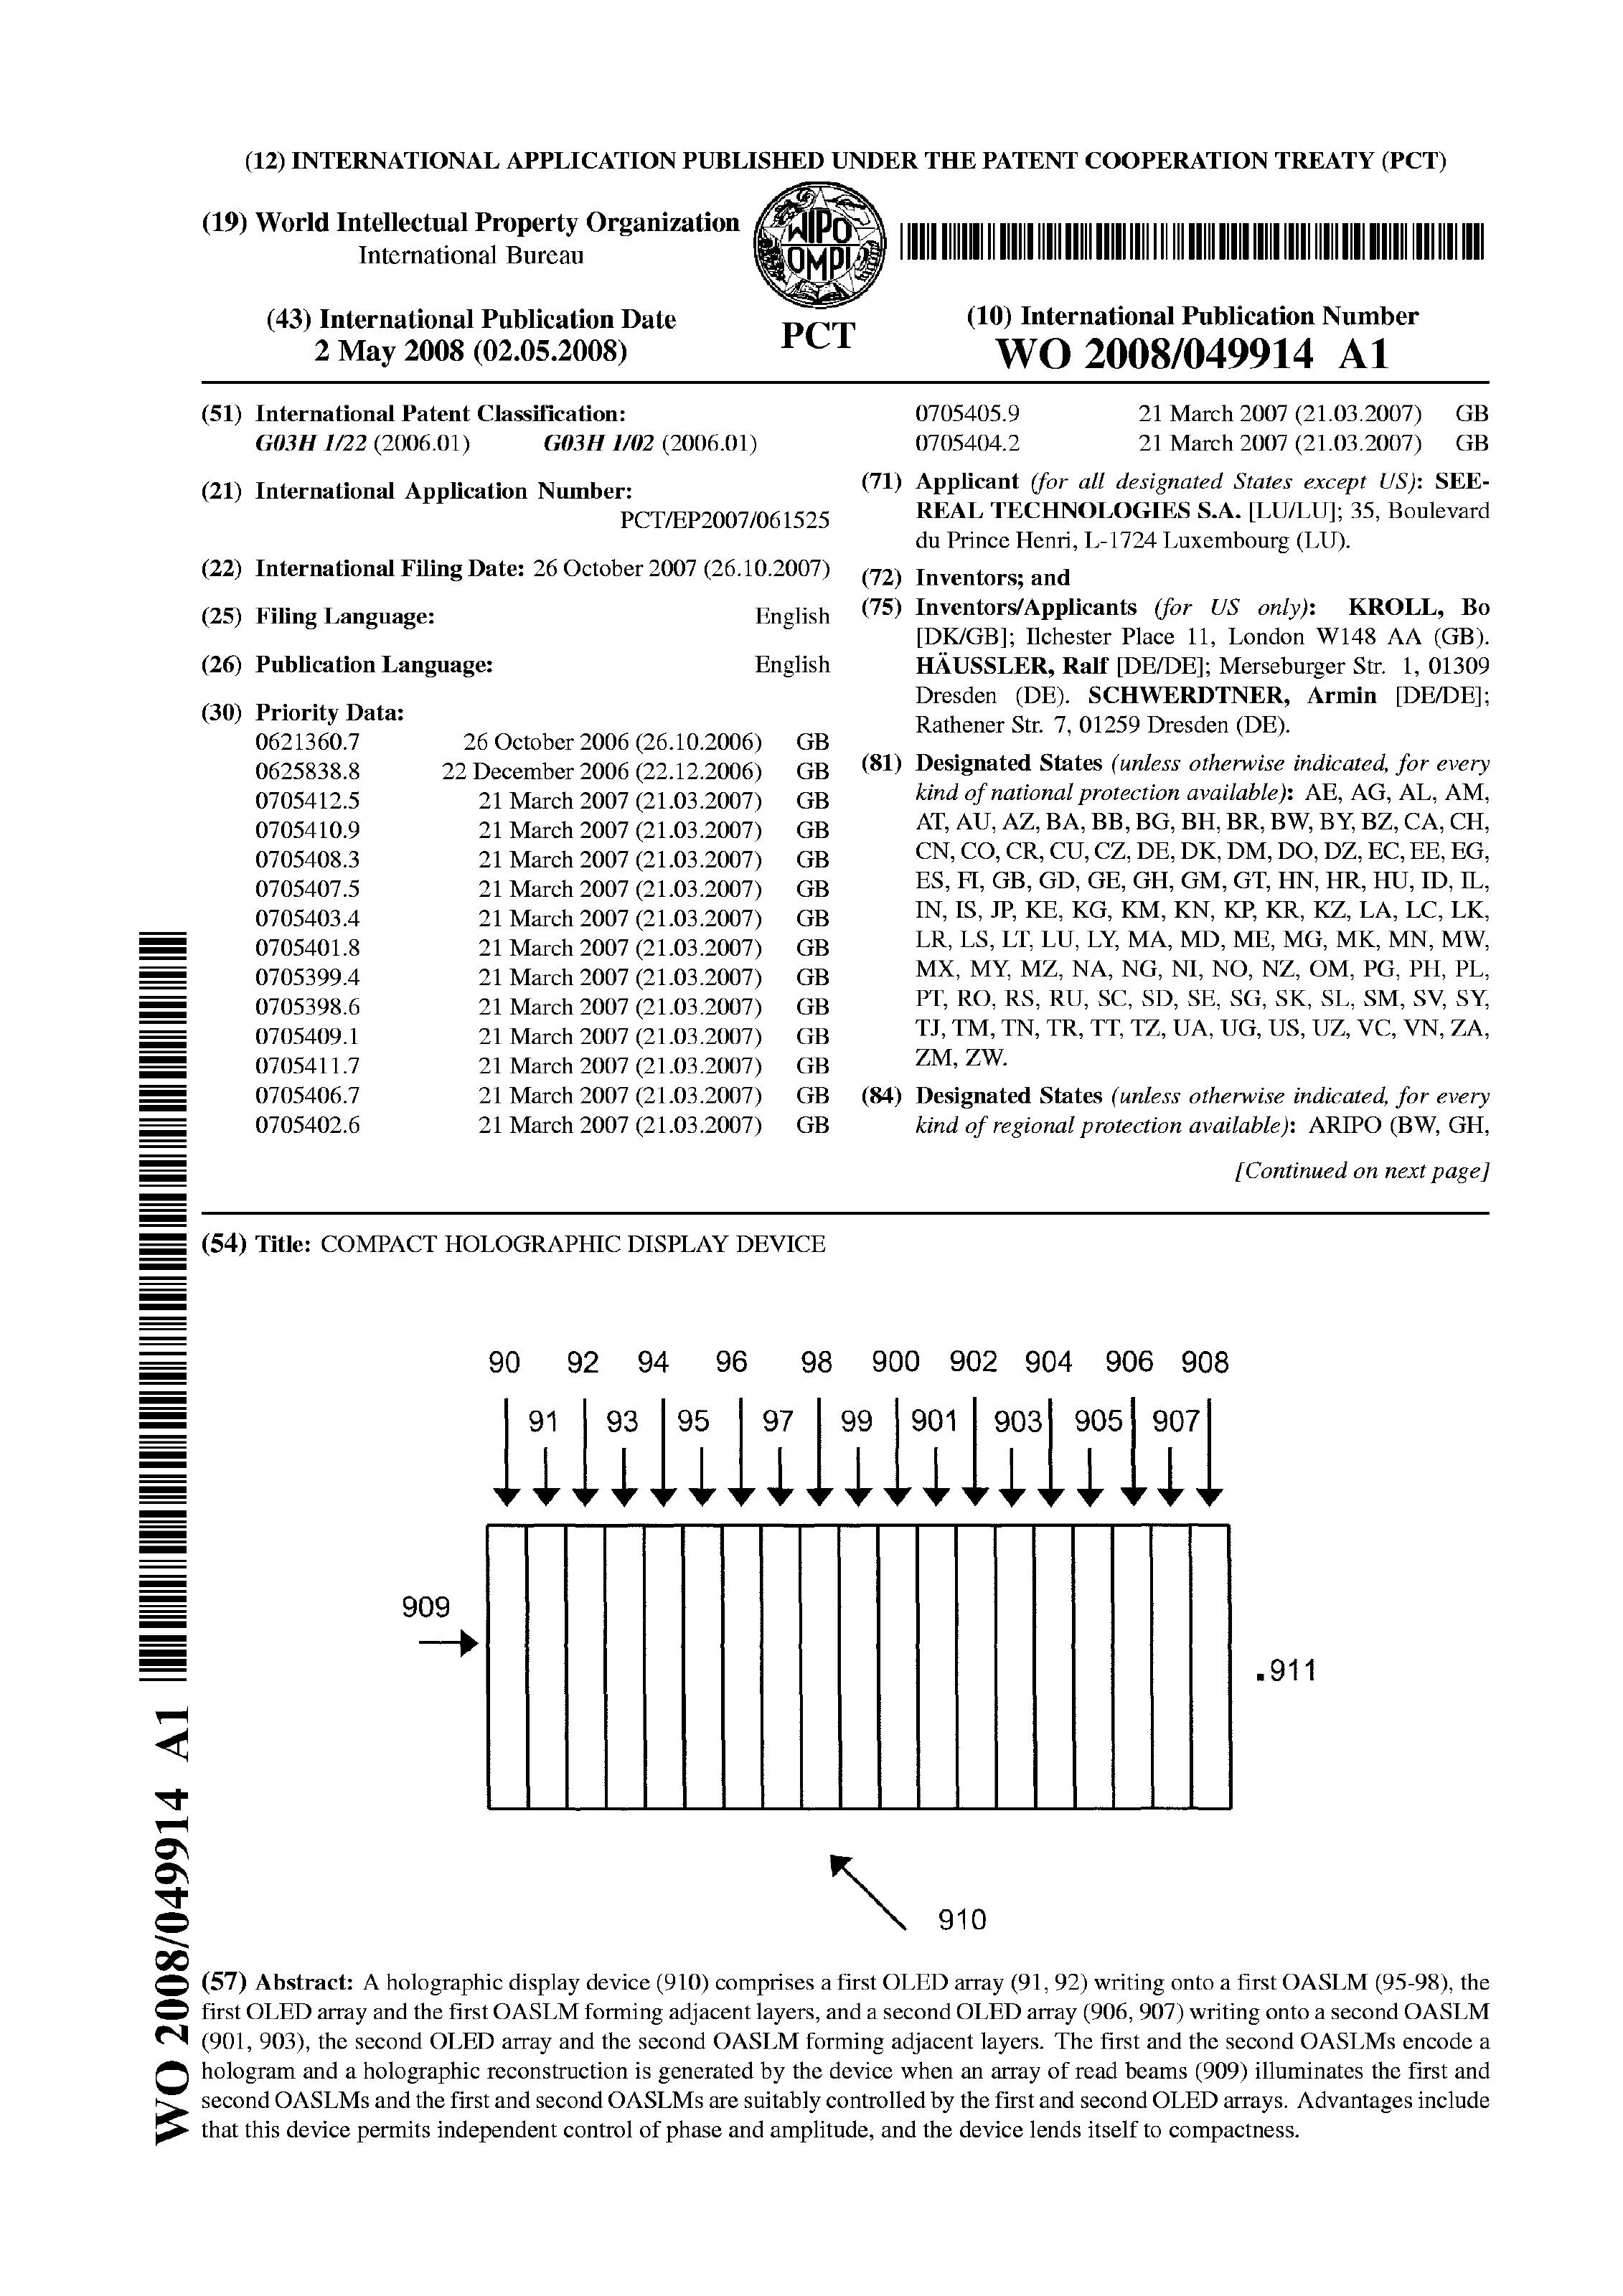 (12) INTERNATIONAL APPLICATION PUBLISHED UNDER THE PATENT COOPERATION TREATY (PCT)
(19) World Intellectual Property Organization
International Bureau
WIPO
OMPI
(43) International Publication Date
2 May 2008 (02.05.2008)
PCT
(10) International Publication Number
WO 2008/049914 A1
(51) International Patent Classification:
G03H 1/22 (2006.01) G03H 1/02 (2006.01)
(21) International Application Number:
PCT/EP2007/061525
(22) International Filing Date: 26 October 2007 (26.10.2007)
(25) Filing Language: English
(26) Publication Language: English
(30) Priority Data:
0621360.7 26 October 2006 (26.10.2006) GB
0625838.8 22 December 2006 (22.12.2006) GB
0705412.5 21 March 2007 (21.03.2007) GB
0705410.9 21 March 2007 (21.03.2007) GB
0705408.3 21 March 2007 (21.03.2007) GB
0705407.5 21 March 2007 (21.03.2007) GB
0705403.4 21 March 2007 (21.03.2007) GB
0705401.8 21 March 2007 (21.03.2007) GB
0705399.4 21 March 2007 (21.03.2007) GB
0705398.6 21 March 2007 (21.03.2007) GB
0705409.1 21 March 2007 (21.03.2007) GB
0705411.7 21 March 2007 (21.03.2007) GB
0705406.7 21 March 2007 (21.03.2007) GB
0705402.6 21 March 2007 (21.03.2007) GB
0705405.9 21 March 2007 (21.03.2007) GB
0705404.2 21 March 2007 (21.03.2007) GB
(71) Applicant (for all designated States except US): SEE-
REAL TECHNOLOGIES S.A. [LU/LU]; 35, Boulevard
du Prince Henri, L-1724 Luxembourg (LU).
(72) Inventors; and
(75) Inventors/Applicants (for US only): KROLL, Bo
[DK/GB]; Ilchester Place 11, London W148 AA (GB).
HÄUSSLER, Ralf [DE/DE]; Merseburger Str. 1, 01309
Dresden (DE). SCHWERDTNER, Armin [DE/DE];
Rathener Str. 7, 01259 Dresden (DE).
(81) Designated States (unless otherwise indicated, for every
kind of national protection available): AE, AG, AL, AM,
AT, AU, AZ, BA, BB, BG, BH, BR, BW, BY, BZ, CA, CH,
CN, CO, CR, CU, CZ, DE, DK, DM, DO, DZ, EC, EE, EG,
ES, FI, GB, GD, GE, GH, GM, GT, HN, HR, HU, ID, IL,
IN, IS, JP, KE, KG, KM, KN, KP, KR, KZ, LA, LC, LK,
LR, LS, LT, LU, LY, MA, MD, ME, MG, MK, MN, MW,
MX, MY, MZ, NA, NG, NI, NO, NZ, OM, PG, PH, PL,
PT, RO, RS, RU, SC, SD, SE, SG, SK, SL, SM, SV, SY,
TJ, TM, TN, TR, TT, TZ, UA, UG, US, UZ, VC, VN, ZA,
ZM, ZW.
(84) Designated States (unless otherwise indicated, for every
kind of regional protection available): ARIPO (BW, GH,
[Continued on next page]
(54) Title: COMPACT HOLOGRAPHIC DISPLAY DEVICE
90 92 94 96 98 900 902 904 906 908
91 93 95 97 99 901 903 905 907
909
.911
910
(57) Abstract: A holographic display device (910) comprises a first OLED array (91, 92) writing onto a first OASLM (95-98), the
first OLED array and the first OASLM forming adjacent layers, and a second OLED array (906, 907) writing onto a second OASLM
(901, 903), the second OLED array and the second OASLM forming adjacent layers. The first and the second OASLMs encode a
hologram and a holographic reconstruction is generated by the device when an array of read beams (909) illuminates the first and
second OASLMs and the first and second OASLMs are suitably controlled by the first and second OLED arrays. Advantages include
that this device permits independent control of phase and amplitude, and the device lends itself to compactness.
WO 2008/049914 A1